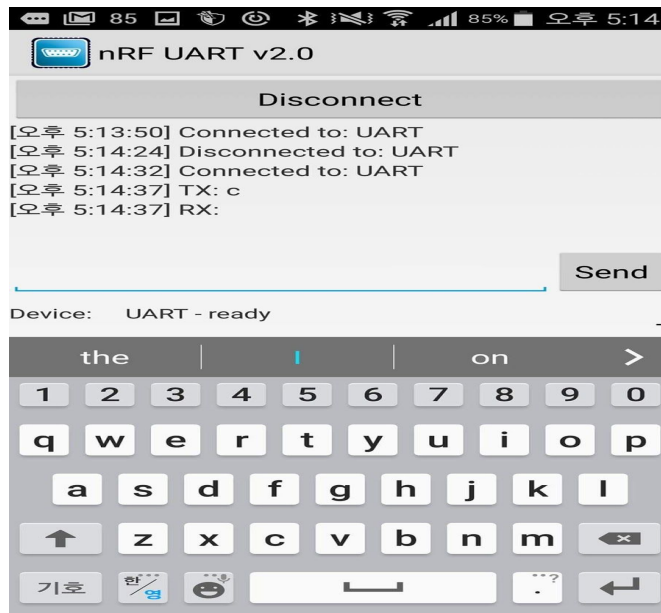 85 85% 오후 5:14
nRF UART v2.0
Disconnect
[오후 5:13:50] Connected to: UART
[오후 5:14:24] Disconnected to: UART
[오후 5:14:32] Connected to: UART
[오후 5:14:37] TX: c
[오후 5:14:37] RX:
Send
Device: UART - ready
the I on >
1 2 3 4 5 6 7 8 9 0
q w e r t y u i o p
a s d f g h j k l
z x c v b n m
기호 한/영 . ?